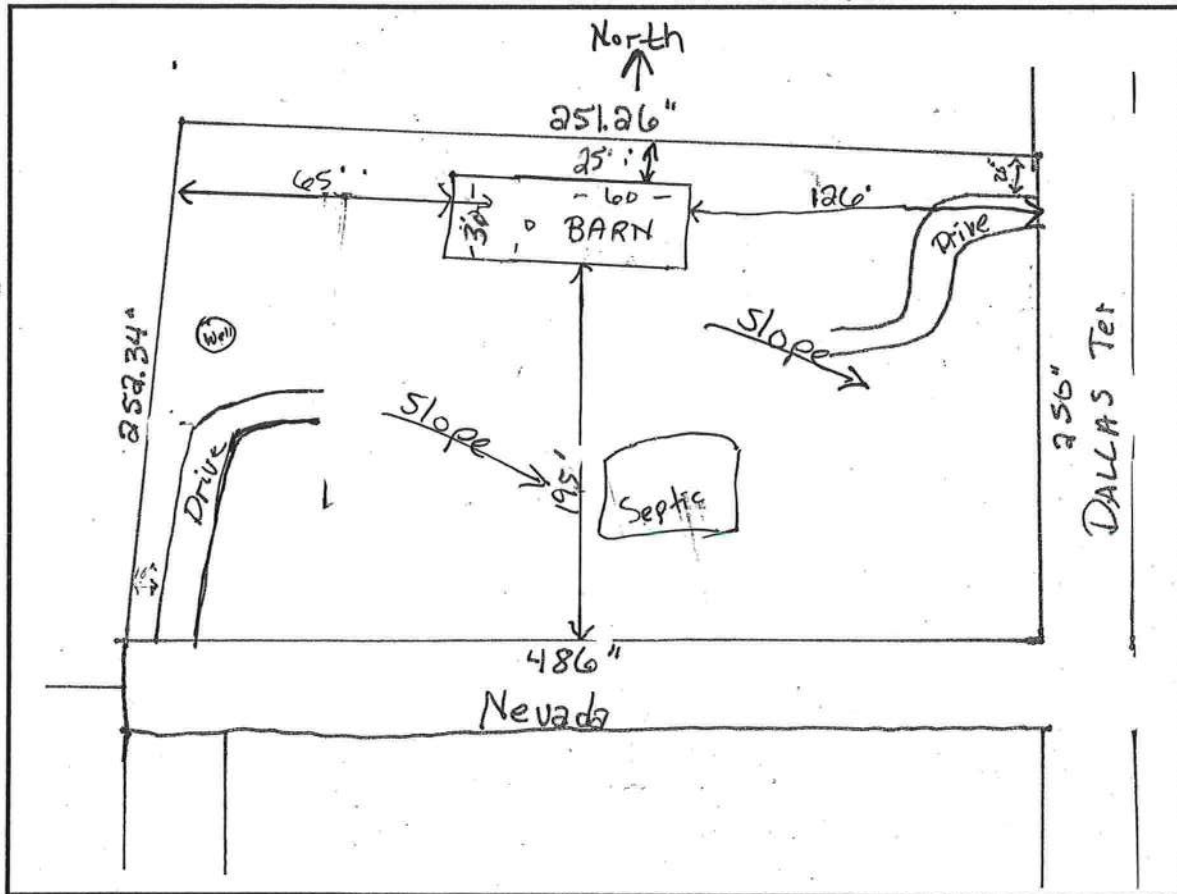 North
251.26"
25'
65'
- 60 -
126'
30'
BARN
Drive
Well
Slope
252.34"
Slope
256"
DALLAS Ter
Drive
195'
Septic
486"
Nevada